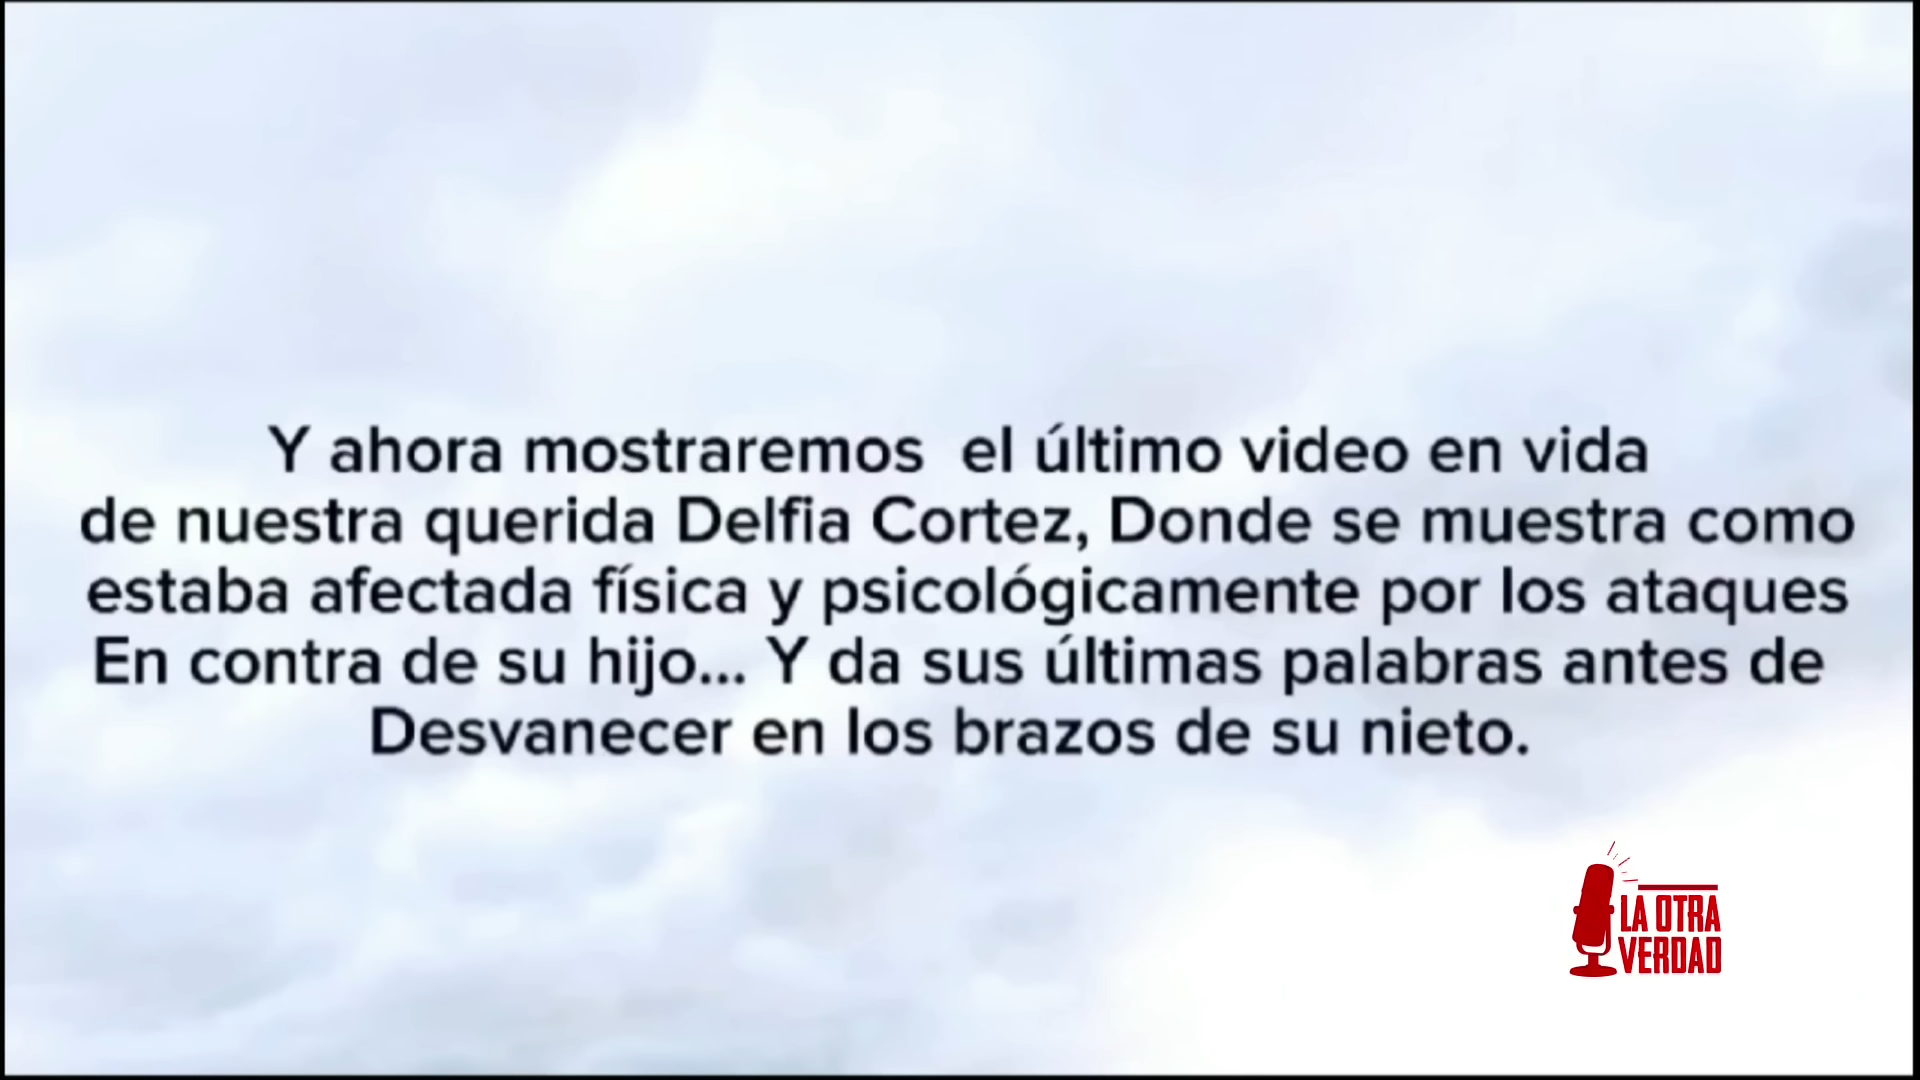 Y ahora mostraremos  el último video en vida
de nuestra querida Delfia Cortez, Donde se muestra como
estaba afectada física y psicológicamente por los ataques
En contra de su hijo... Y da sus últimas palabras antes de
Desvanecer en los brazos de su nieto.
LA OTRA
VERDAD